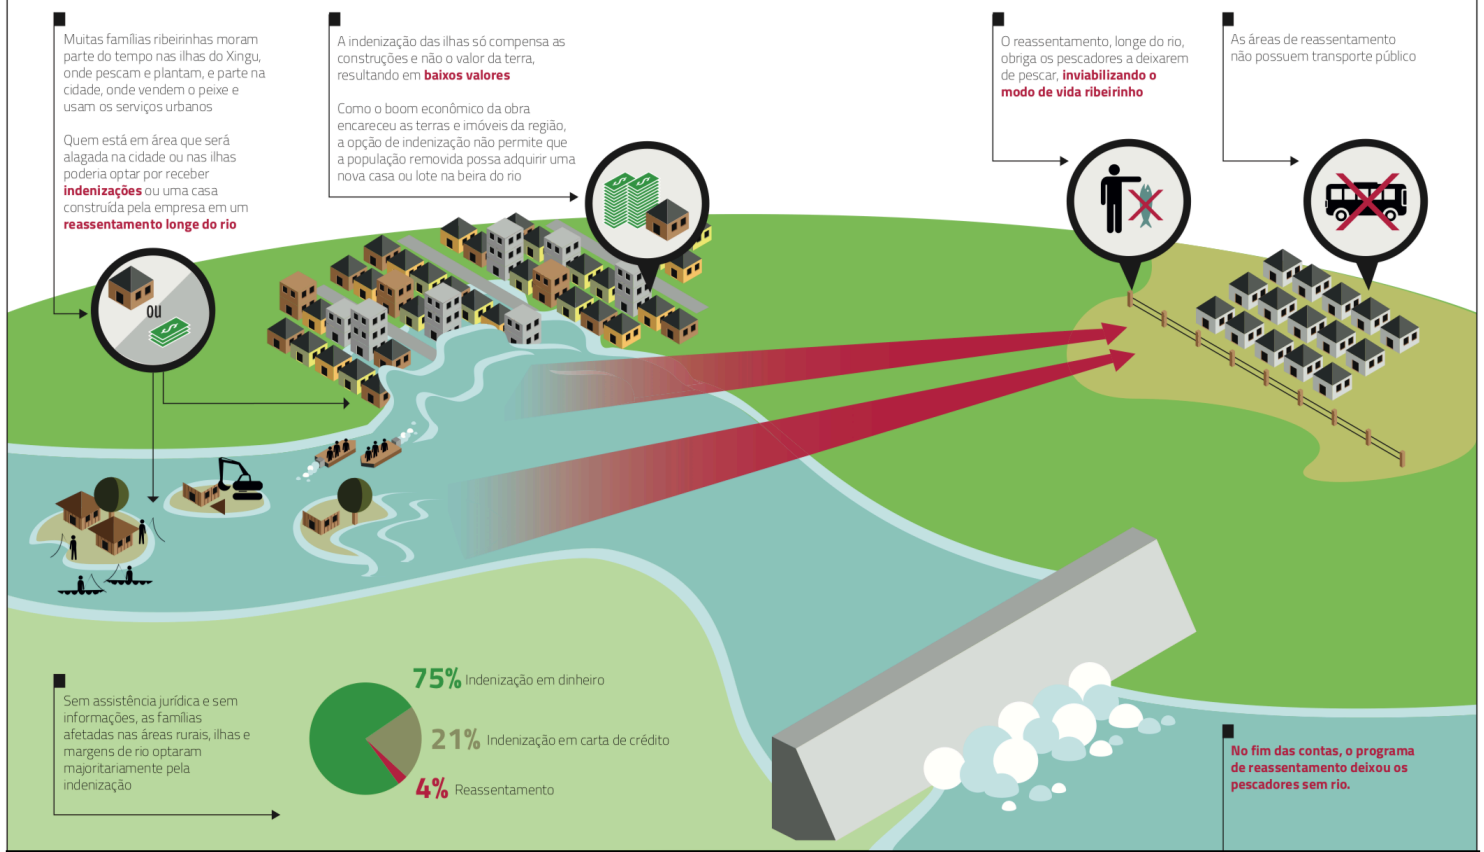 Muitas famílias ribeirinhas moram
parte do tempo nas ilhas do Xingu,
onde pescam e plantam, e parte na
cidade, onde vendem o peixe e
usam os serviços urbanos
Quem está em área que será
alagada na cidade ou nas ilhas
poderia optar por receber
indenizações ou uma casa
construída pela empresa em um
reassentamento longe do rio
ou
A indenização das ilhas só compensa as
construções e não o valor da terra,
resultando em baixos valores
Como o boom econômico da obra
encareceu as terras e imóveis da região,
a opção de indenização não permite que
a população removida possa adquirir uma
nova casa ou lote na beira do rio
O reassentamento, longe do rio,
obriga os pescadores a deixarem
de pescar, inviabilizando o
modo de vida ribeirinho
As áreas de reassentamento
não possuem transporte público
Sem assistência jurídica e sem
informações, as famílias
afetadas nas áreas rurais, ilhas e
margens de rio optaram
majoritariamente pela
indenização
75% Indenização em dinheiro
21% Indenização em carta de crédito
4% Reassentamento
No fim das contas, o programa
de reassentamento deixou os
pescadores sem rio.